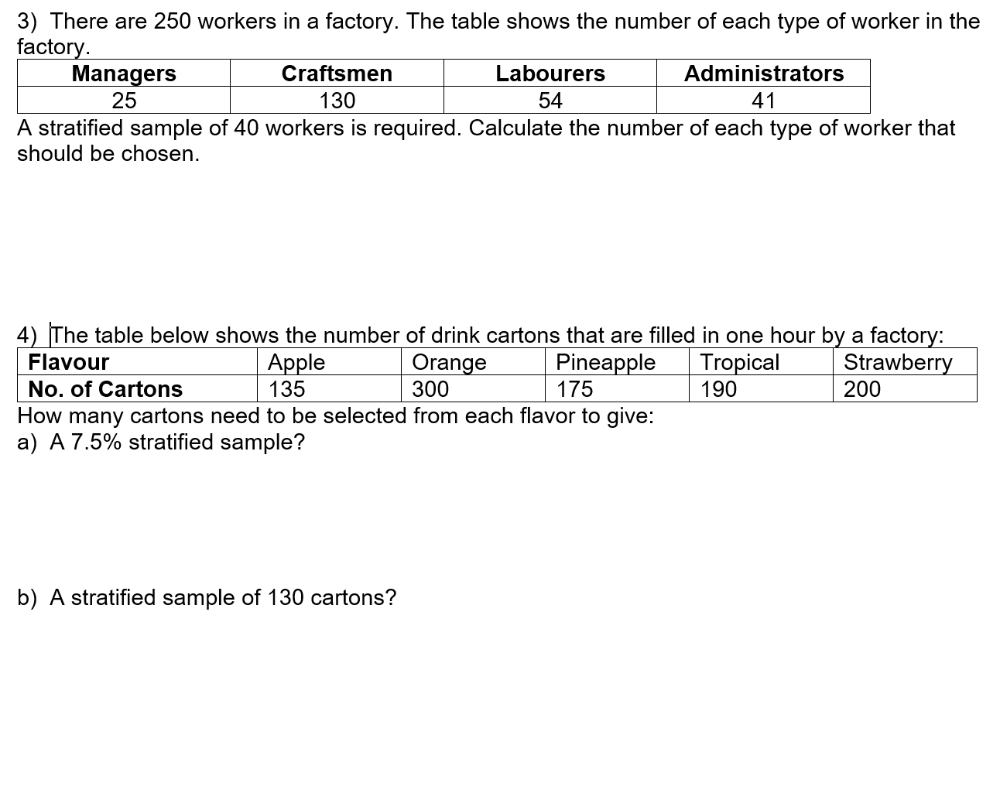 3)  There are 250 workers in a factory. The table shows the number of each type of worker in the
factory.
Managers Craftsmen Labourers Administrators
25 130 54 41
A stratified sample of 40 workers is required. Calculate the number of each type of worker that
should be chosen.
4)  The table below shows the number of drink cartons that are filled in one hour by a factory:
Flavour Apple Orange Pineapple Tropical Strawberry
No. of Cartons 135 300 175 190 200
How many cartons need to be selected from each flavor to give:
a)  A 7.5% stratified sample?
b)  A stratified sample of 130 cartons?